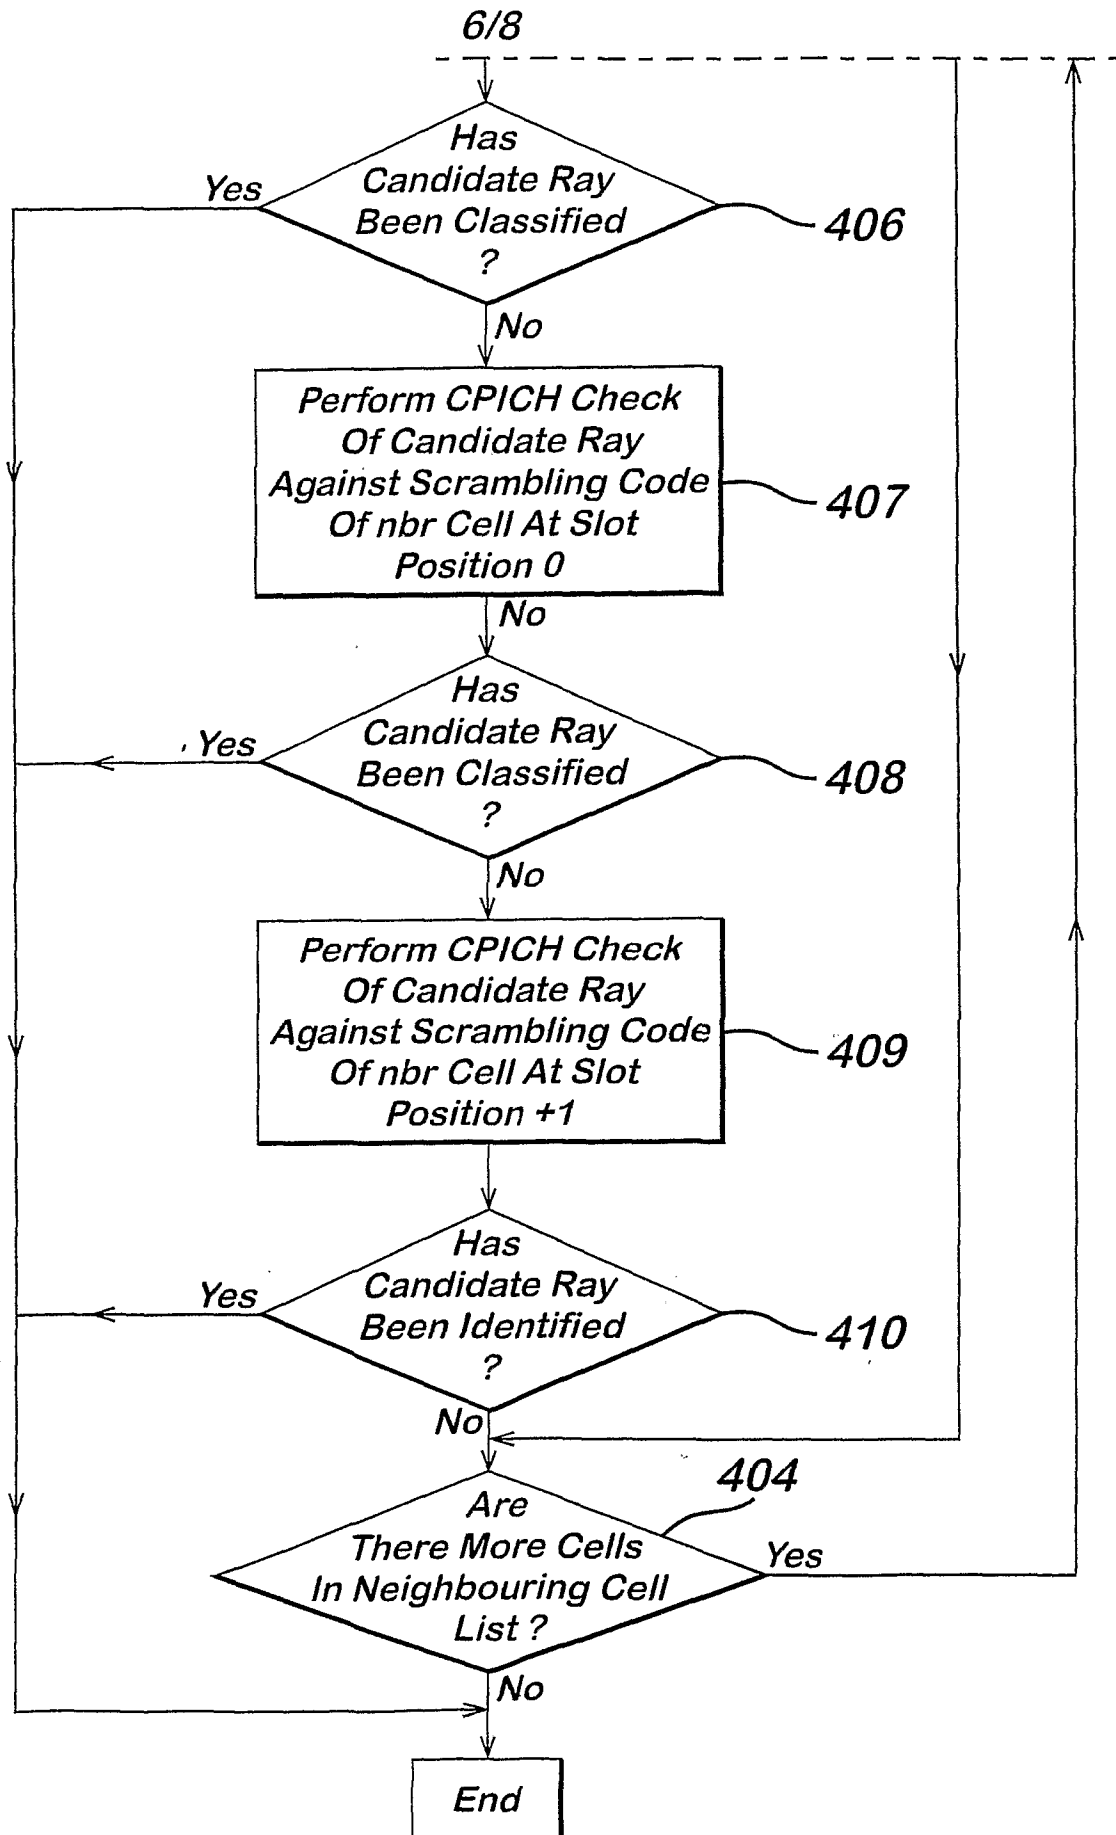 6/8
Has
Candidate Ray
Been Classified
?
Yes
406
No
Perform CPICH Check
Of Candidate Ray
Against Scrambling Code
Of nbr Cell At Slot
Position 0
407
No
Has
Candidate Ray
Been Classified
?
Yes
408
No
Perform CPICH Check
Of Candidate Ray
Against Scrambling Code
Of nbr Cell At Slot
Position +1
409
Has
Candidate Ray
Been Identified
?
Yes
410
No
404
Are
There More Cells
In Neighbouring Cell
List ?
Yes
No
End